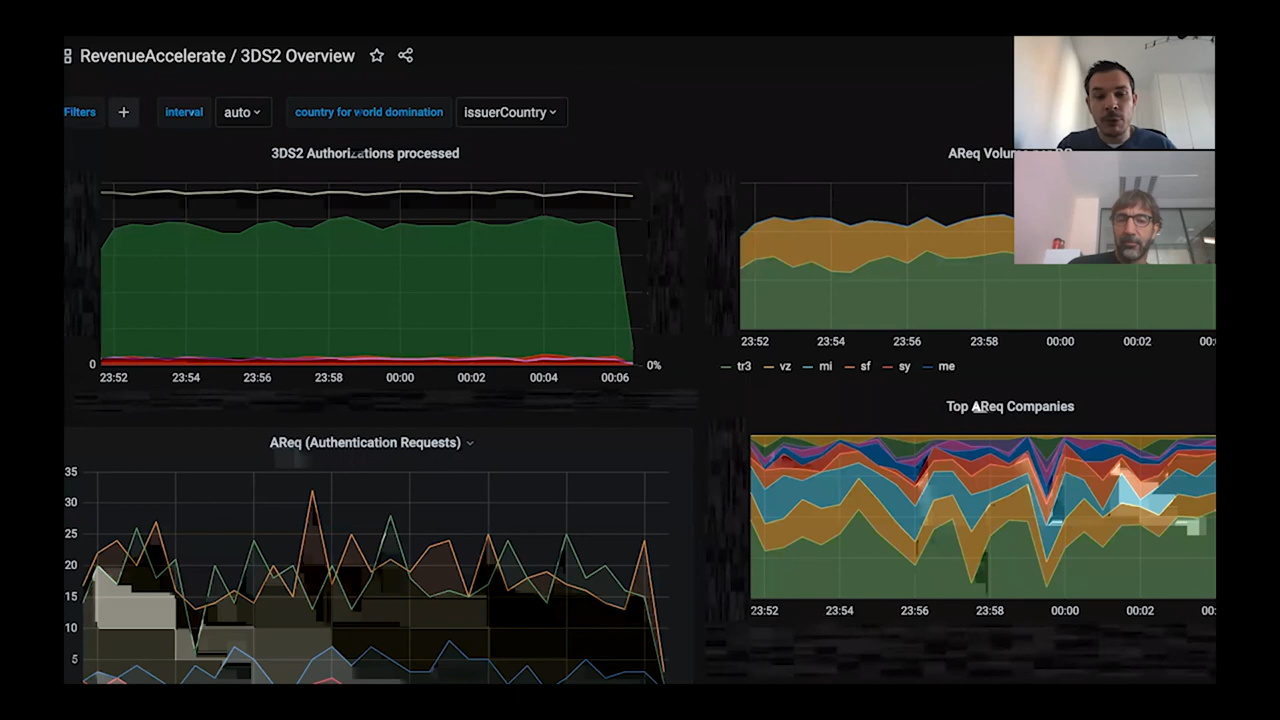 RevenueAccelerate / 3DS2 Overview
Filters + interval auto country for world domination issuerCountry
3DS2 Authorizations processed
0
0%
23:52 23:54 23:56 23:58 00:00 00:02 00:04 00:06
AReq Volume
23:52 23:54 23:56 23:58 00:00 00:02
tr3 vz mi sf sy me
AReq (Authentication Requests)
35
30
25
20
15
10
5
Top AReq Companies
23:52 23:54 23:56 23:58 00:00 00:02